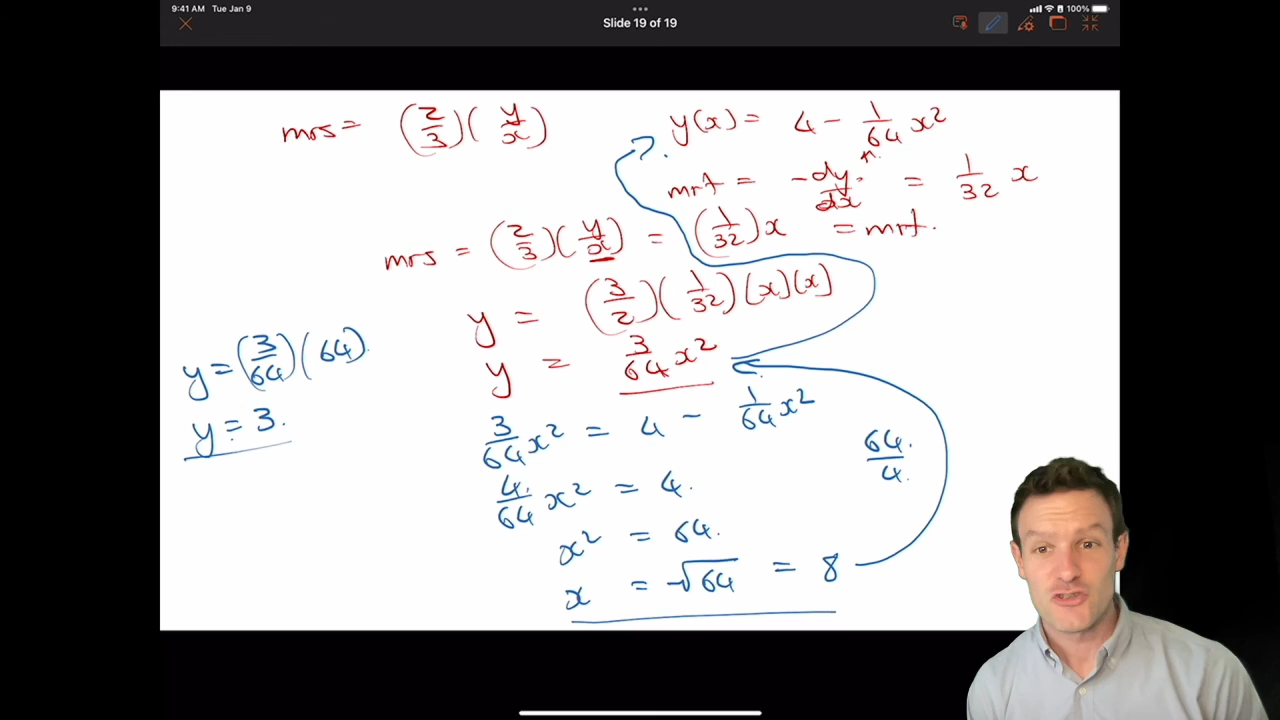 9:41 AM Tue Jan 9
100%
Slide 19 of 19
mrs = (2/3)(y/x)
y(x) = 4 - 1/64 x²
mrt = -dy/dx = 1/32 x
mrs = (2/3)(y/x) = (1/32)x = mrt.
y = (3/2)(1/32)(x)(x)
y = 3/64 x²
y = (3/64)(64)
y = 3.
3/64 x² = 4 - 1/64 x²
64/4
4/64 x² = 4.
x² = 64.
x = √64 = 8